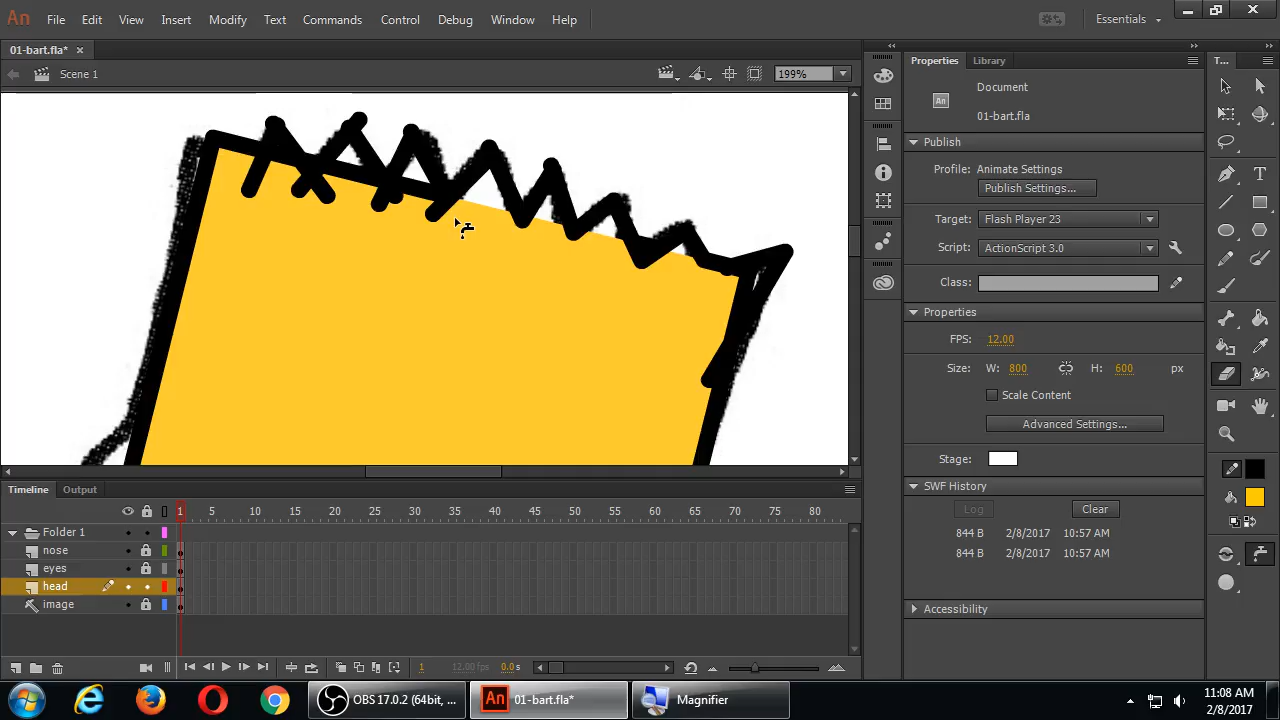 An File Edit View Insert Modify Text Commands Control Debug Window Help Essentials
01-bart.fla*
Scene 1 199%
Properties Library T...
Document
An 01-bart.fla
Publish
Profile: Animate Settings
Publish Settings...
Target: Flash Player 23
Script: ActionScript 3.0
Class:
Properties
FPS: 12.00
Size: W: 800 H: 600 px
Scale Content
Advanced Settings...
Stage:
SWF History
Log Clear
844 B 2/8/2017 10:57 AM
844 B 2/8/2017 10:57 AM
Accessibility
Timeline Output
1 5 10 15 20 25 30 35 40 45 50 55 60 65 70 75 80
Folder 1
nose
eyes
head
image
1 12.00 fps 0.0 s
OBS 17.0.2 (64bit, ... An 01-bart.fla* Magnifier
11:08 AM
2/8/2017